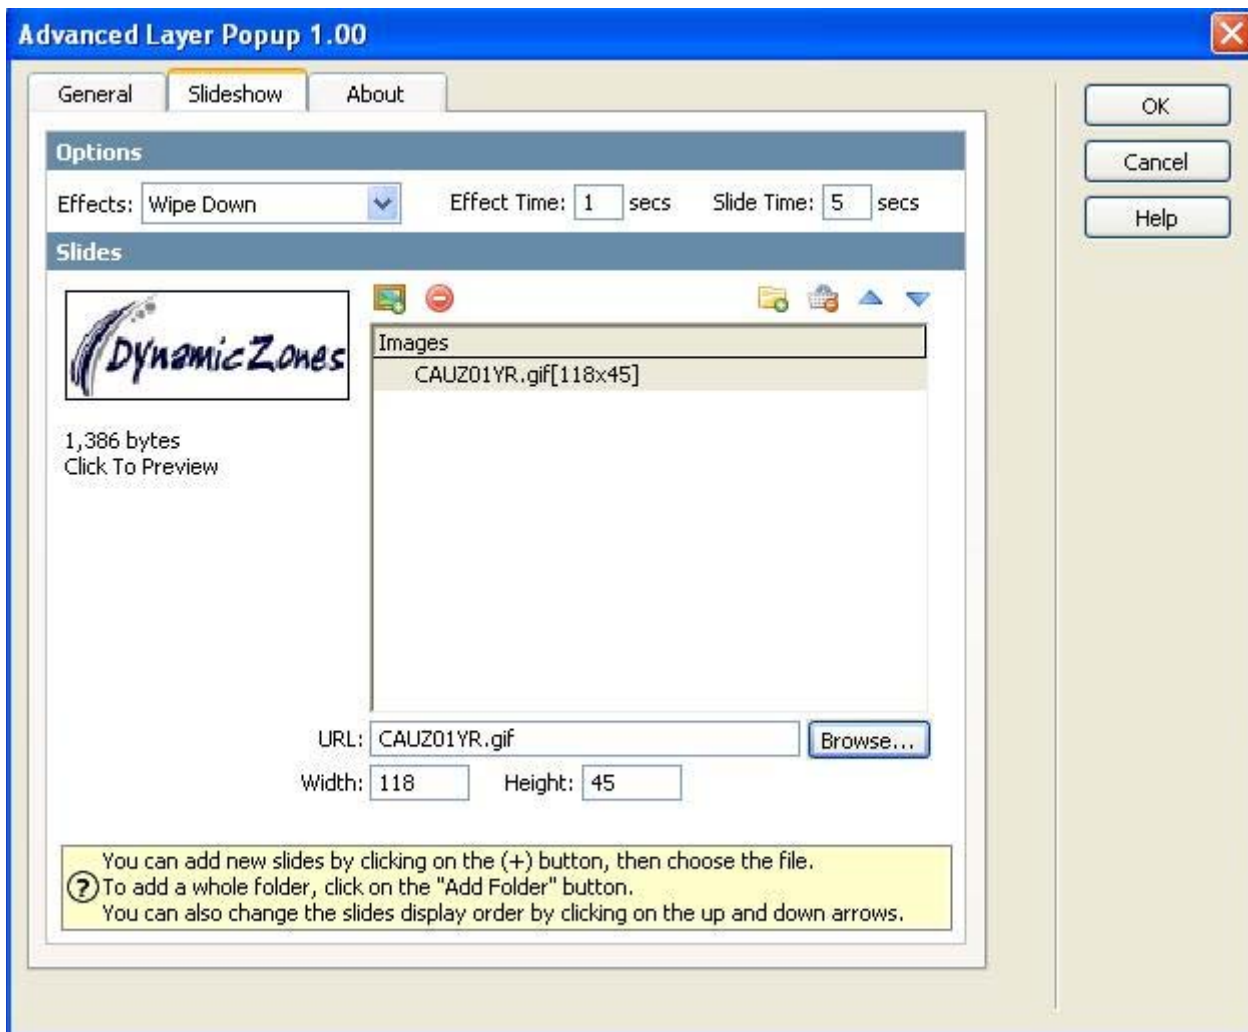 Advanced Layer Popup 1.00
General Slideshow About
OK
Cancel
Help
Options
Effects: Wipe Down Effect Time: 1 secs Slide Time: 5 secs
Slides
DynamicZones
1,386 bytes
Click To Preview
Images
CAUZ01YR.gif[118x45]
URL: CAUZ01YR.gif Browse...
Width: 118 Height: 45
You can add new slides by clicking on the (+) button, then choose the file.
? To add a whole folder, click on the "Add Folder" button.
You can also change the slides display order by clicking on the up and down arrows.